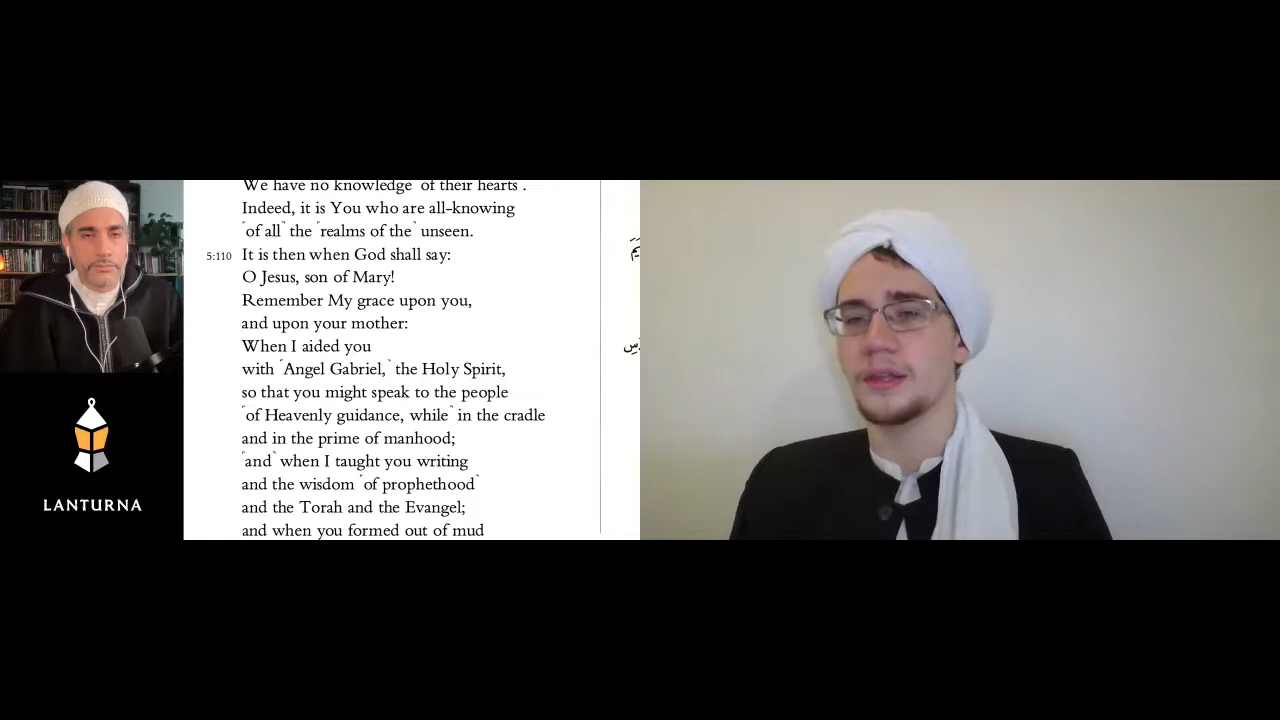 We have no knowledge ˹of their hearts˺.
Indeed, it is You who are all-knowing
˹of all˺ the ˹realms of the˺ unseen.
5:110 It is then when God shall say:
O Jesus, son of Mary!
Remember My grace upon you,
and upon your mother:
When I aided you
with ˹Angel Gabriel,˺ the Holy Spirit,
so that you might speak to the people
˹of Heavenly guidance, while˺ in the cradle
and in the prime of manhood;
˹and˺ when I taught you writing
and the wisdom ˹of prophethood˺
and the Torah and the Evangel;
and when you formed out of mud
LANTURNA